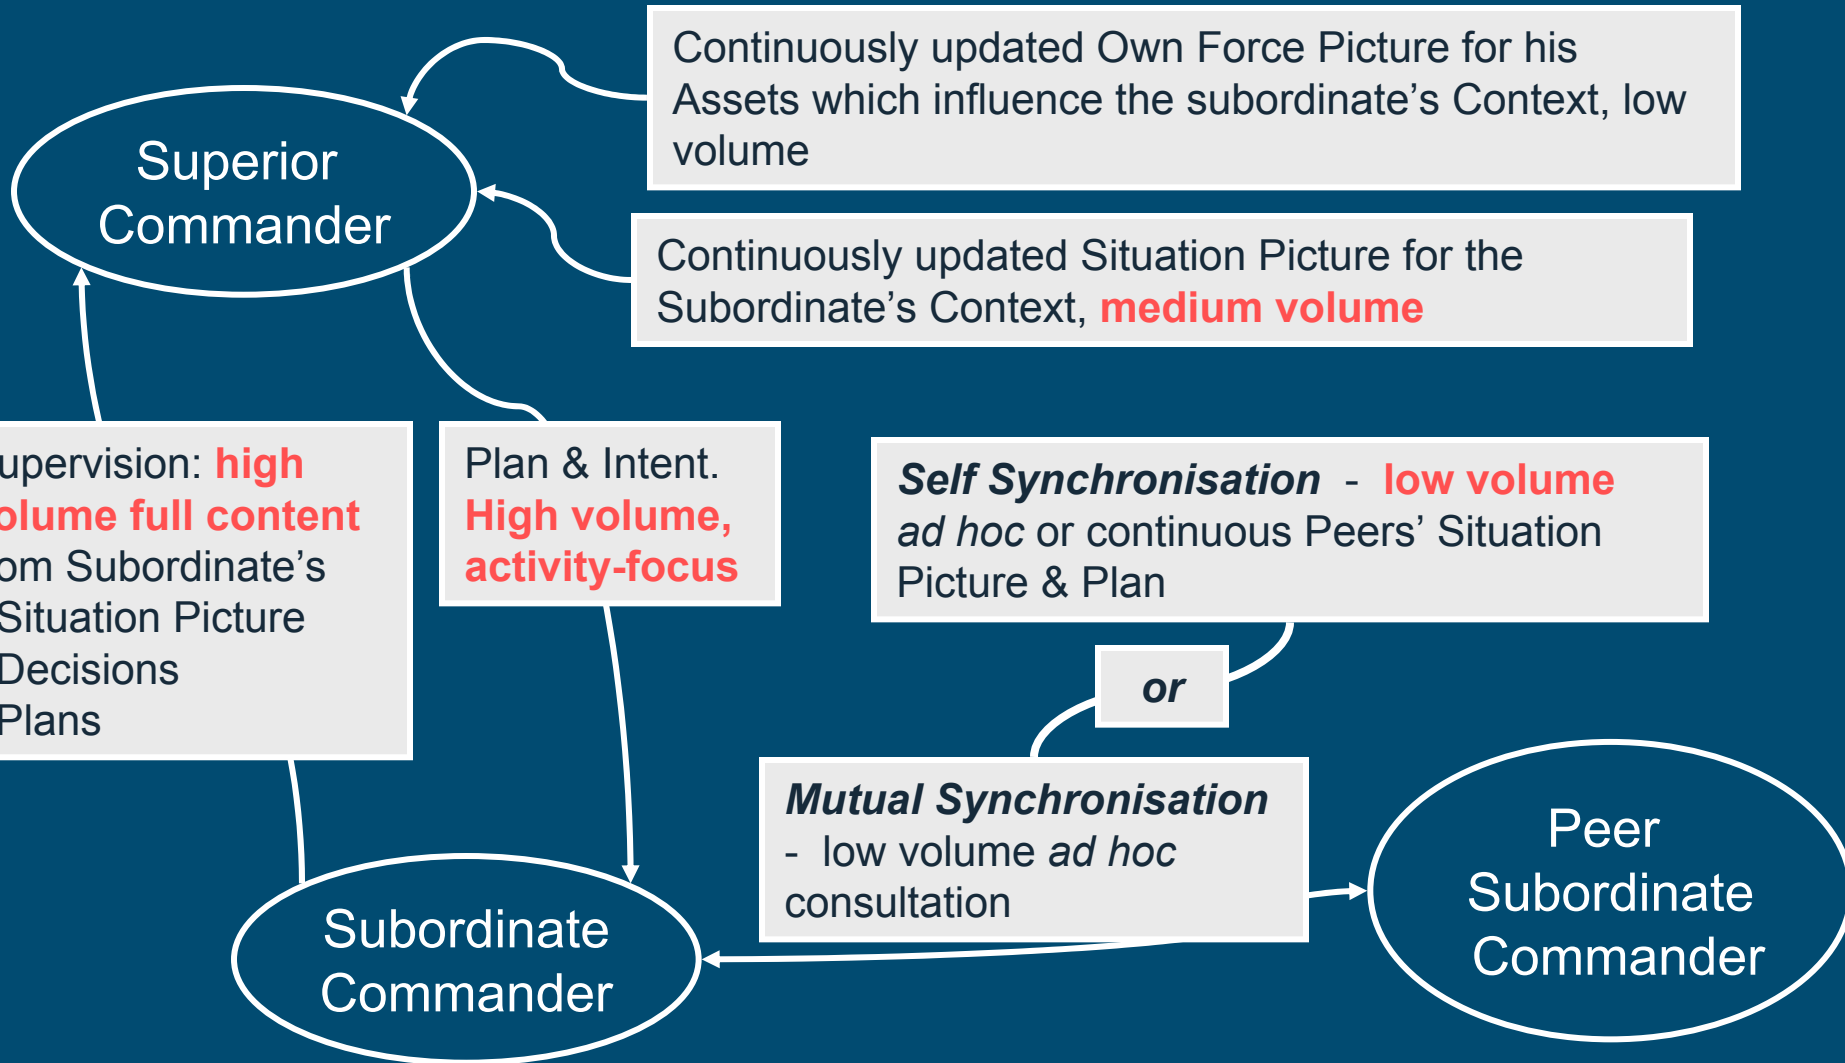 Continuously updated Own Force Picture for his
Assets which influence the subordinate's Context, low
volume
Superior
Commander
Continuously updated Situation Picture for the
Subordinate's Context, medium volume
upervision: high
olume full content
om Subordinate's
Situation Picture
Decisions
Plans
Plan & Intent.
High volume,
activity-focus
Self Synchronisation - low volume
ad hoc or continuous Peers' Situation
Picture & Plan
or
Mutual Synchronisation
- low volume ad hoc
consultation
Subordinate
Commander
Peer
Subordinate
Commander